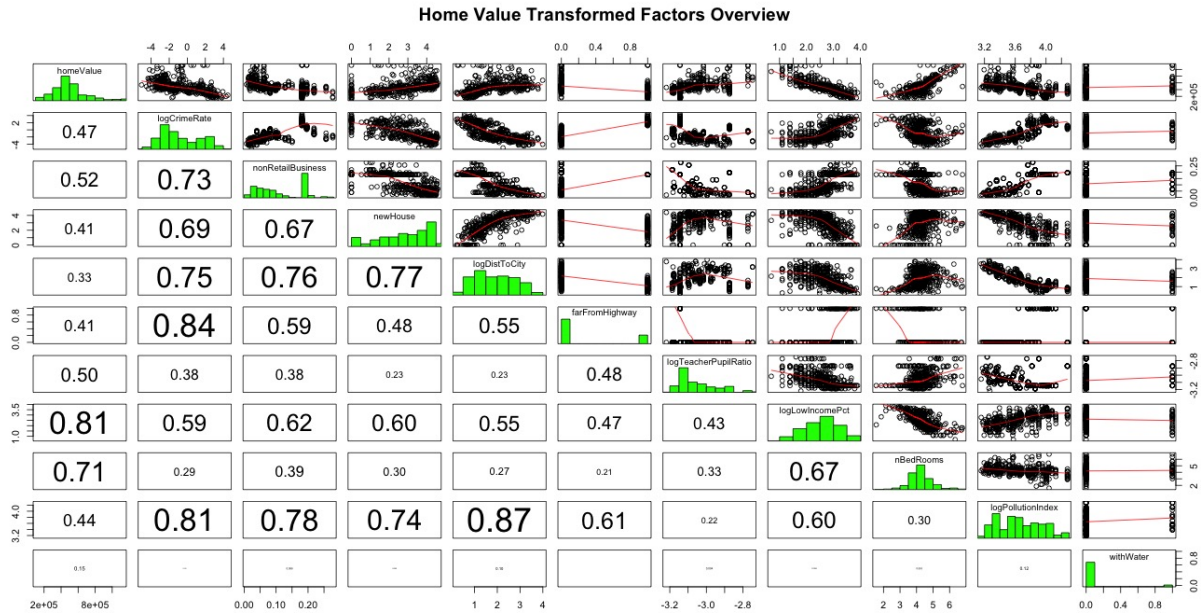 Home Value Transformed Factors Overview
-4 -2 0 2 4 0 1 2 3 4 0.0 0.4 0.8 1.0 2.0 3.0 4.0 3.2 3.6 4.0
homeValue
2e+05
0.47
logCrimeRate
-4 2
0.52 0.73
nonRetailBusiness
0.00 0.25
0.41 0.69 0.67
newHouse
0 2 4
0.33 0.75 0.76 0.77
logDistToCity
1 3
0.41 0.84 0.59 0.48 0.55
farFromHighway
0.0 0.8
0.50 0.38 0.38 0.23 0.23 0.48
logTeacherPupilRatio
-3.2 -2.8
0.81 0.59 0.62 0.60 0.55 0.47 0.43
logLowIncomePct
1.0 3.5
0.71 0.29 0.39 0.30 0.27 0.21 0.33 0.67
nBedRooms
2 5
0.44 0.81 0.78 0.74 0.87 0.61 0.22 0.60 0.30
logPollutionIndex
3.2 4.0
0.15 0.12
withWater
0.0 0.8
2e+05 8e+05 0.00 0.10 0.20 0 1 2 3 4 -3.2 -3.0 -2.8 2 3 4 5 6 0.0 0.4 0.8